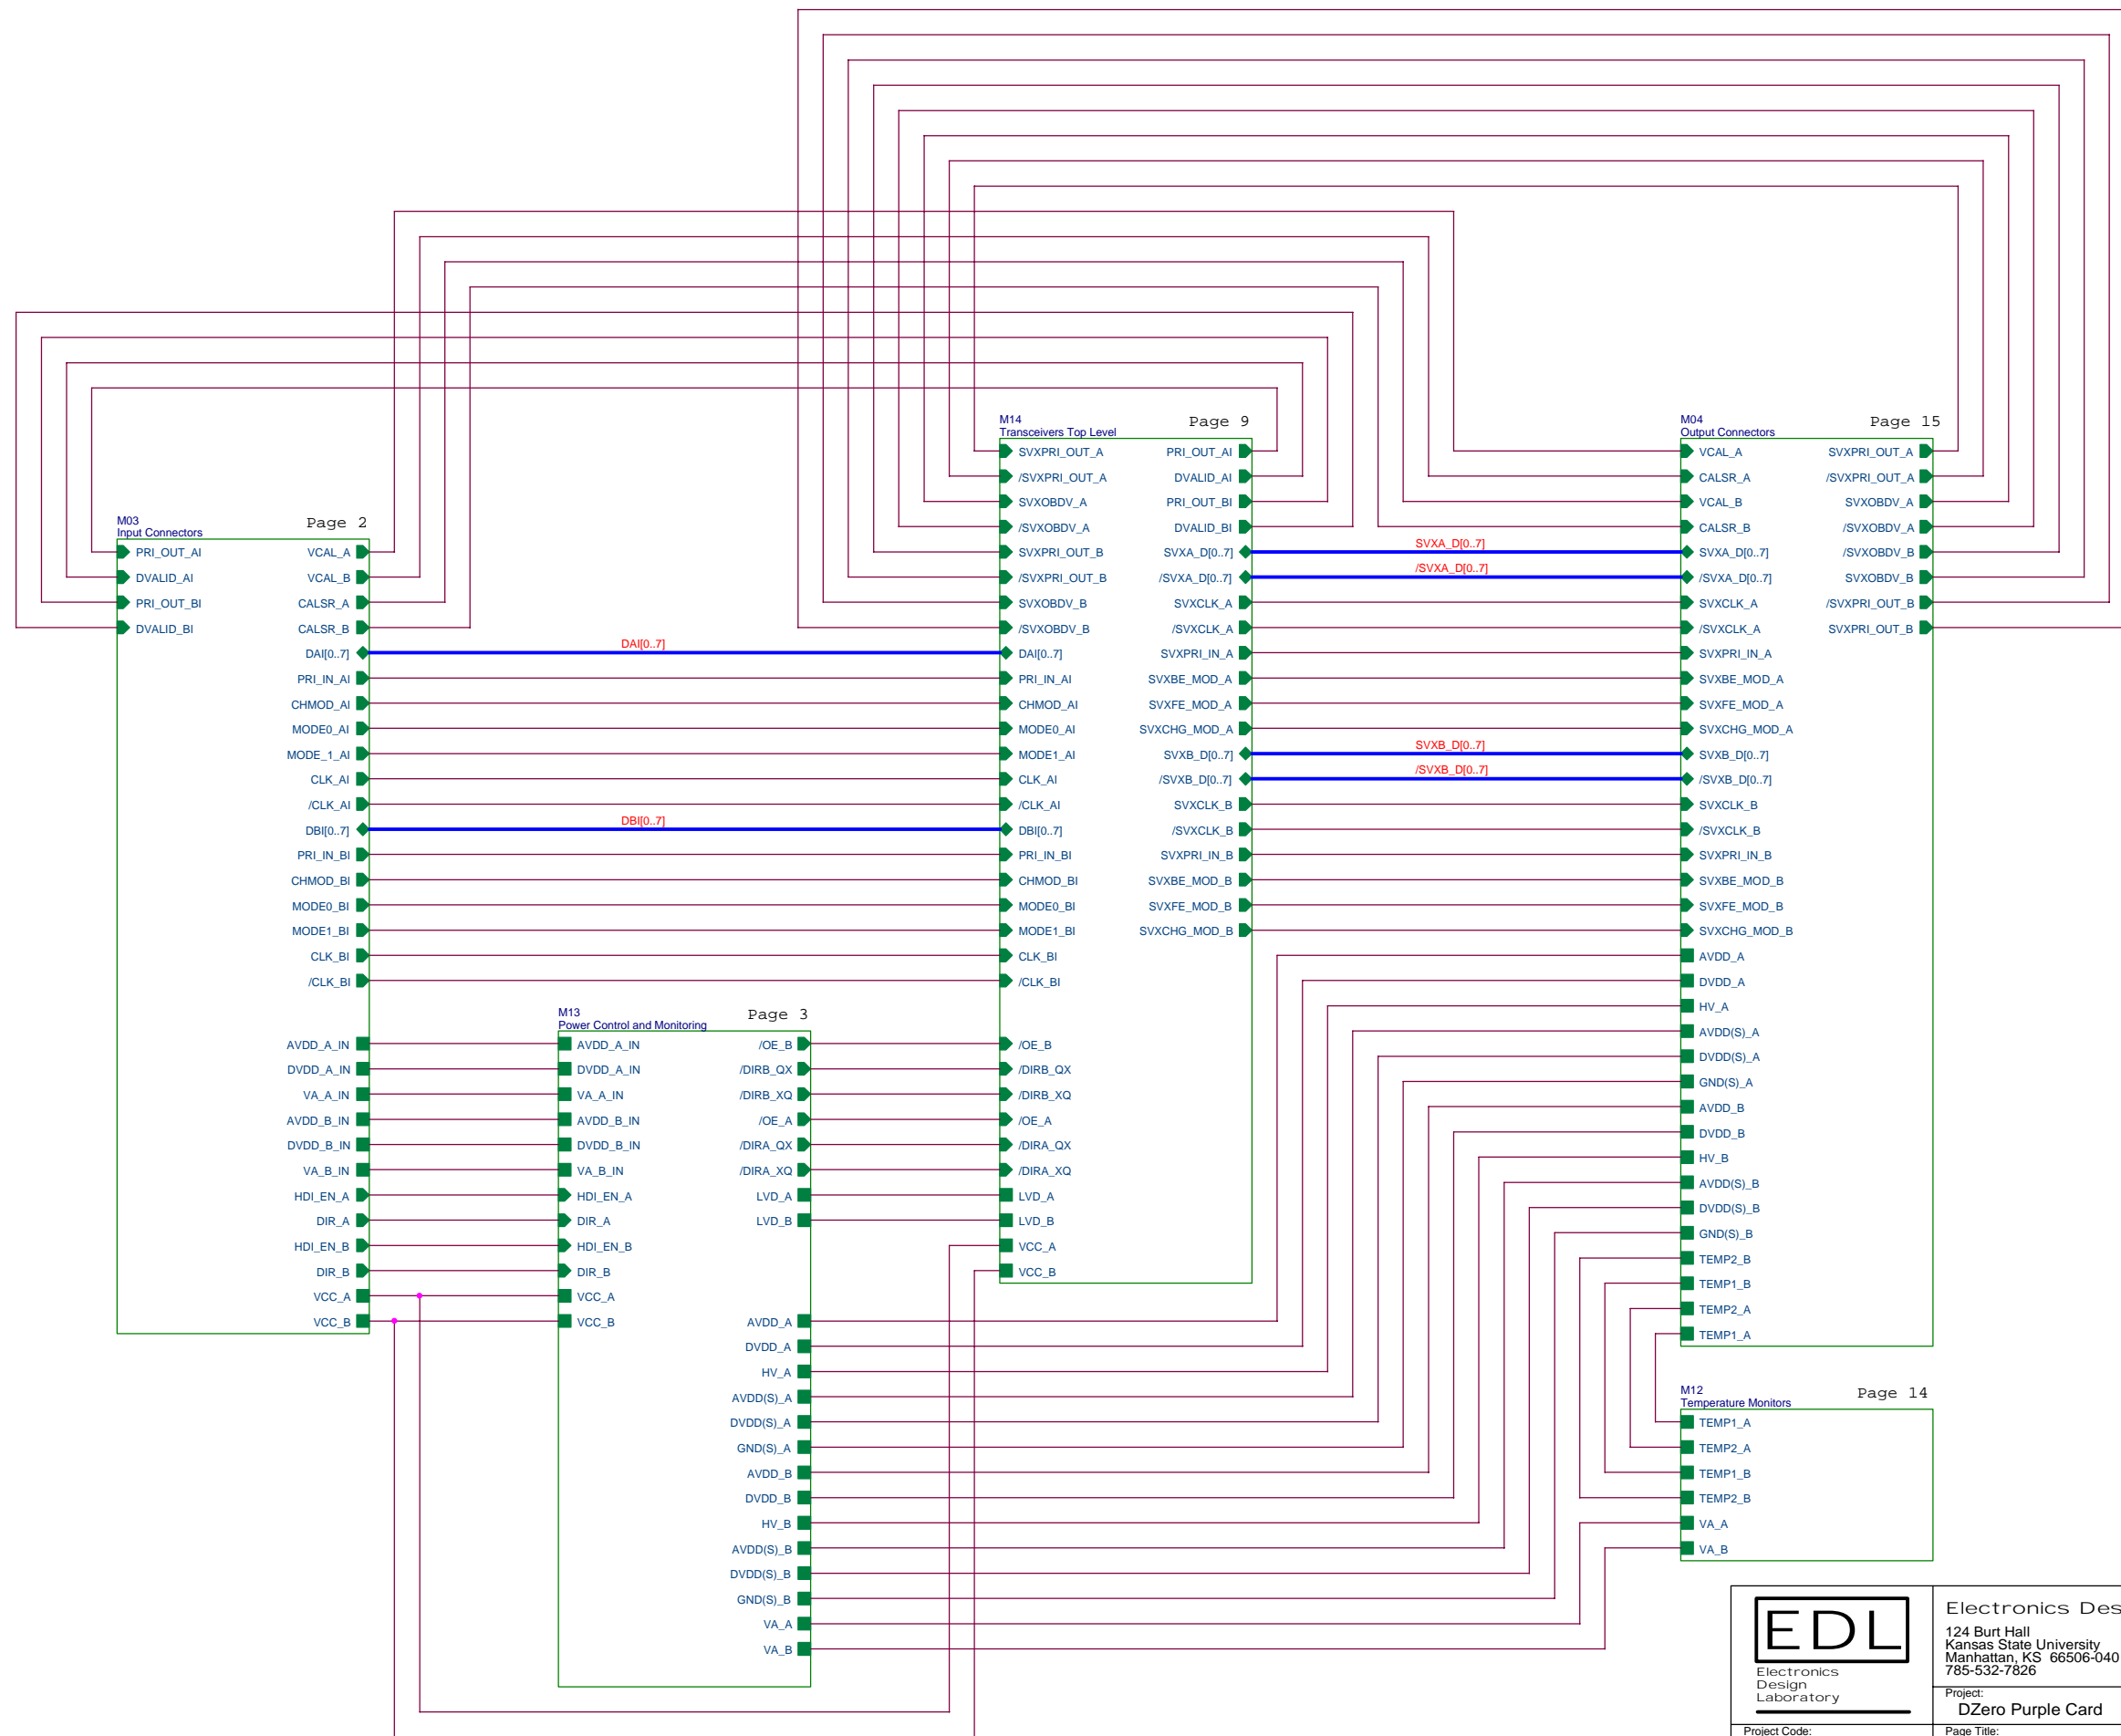 M03
Input Connectors
Page 2
PRI_OUT_AI
DVALID_AI
PRI_OUT_BI
DVALID_BI
VCAL_A
VCAL_B
CALSR_A
CALSR_B
DAI[0..7]
PRI_IN_AI
CHMOD_AI
MODE0_AI
MODE_1_AI
CLK_AI
/CLK_AI
DBI[0..7]
PRI_IN_BI
CHMOD_BI
MODE0_BI
MODE1_BI
CLK_BI
/CLK_BI
AVDD_A_IN
DVDD_A_IN
VA_A_IN
AVDD_B_IN
DVDD_B_IN
VA_B_IN
HDI_EN_A
DIR_A
HDI_EN_B
DIR_B
VCC_A
VCC_B
DAI[0..7]
DBI[0..7]
M13
Power Control and Monitoring
Page 3
AVDD_A_IN
DVDD_A_IN
VA_A_IN
AVDD_B_IN
DVDD_B_IN
VA_B_IN
HDI_EN_A
DIR_A
HDI_EN_B
DIR_B
VCC_A
VCC_B
/OE_B
/DIRB_QX
/DIRB_XQ
/OE_A
/DIRA_QX
/DIRA_XQ
LVD_A
LVD_B
AVDD_A
DVDD_A
HV_A
AVDD(S)_A
DVDD(S)_A
GND(S)_A
AVDD_B
DVDD_B
HV_B
AVDD(S)_B
DVDD(S)_B
GND(S)_B
VA_A
VA_B
M14
Transceivers Top Level
Page 9
SVXPRI_OUT_A
/SVXPRI_OUT_A
SVXOBDV_A
/SVXOBDV_A
SVXPRI_OUT_B
/SVXPRI_OUT_B
SVXOBDV_B
/SVXOBDV_B
DAI[0..7]
PRI_IN_AI
CHMOD_AI
MODE0_AI
MODE1_AI
CLK_AI
/CLK_AI
DBI[0..7]
PRI_IN_BI
CHMOD_BI
MODE0_BI
MODE1_BI
CLK_BI
/CLK_BI
/OE_B
/DIRB_QX
/DIRB_XQ
/OE_A
/DIRA_QX
/DIRA_XQ
LVD_A
LVD_B
VCC_A
VCC_B
PRI_OUT_AI
DVALID_AI
PRI_OUT_BI
DVALID_BI
SVXA_D[0..7]
/SVXA_D[0..7]
SVXCLK_A
/SVXCLK_A
SVXPRI_IN_A
SVXBE_MOD_A
SVXFE_MOD_A
SVXCHG_MOD_A
SVXB_D[0..7]
/SVXB_D[0..7]
SVXCLK_B
/SVXCLK_B
SVXPRI_IN_B
SVXBE_MOD_B
SVXFE_MOD_B
SVXCHG_MOD_B
SVXA_D[0..7]
/SVXA_D[0..7]
SVXB_D[0..7]
/SVXB_D[0..7]
M04
Output Connectors
Page 15
VCAL_A
CALSR_A
VCAL_B
CALSR_B
SVXA_D[0..7]
/SVXA_D[0..7]
SVXCLK_A
/SVXCLK_A
SVXPRI_IN_A
SVXBE_MOD_A
SVXFE_MOD_A
SVXCHG_MOD_A
SVXB_D[0..7]
/SVXB_D[0..7]
SVXCLK_B
/SVXCLK_B
SVXPRI_IN_B
SVXBE_MOD_B
SVXFE_MOD_B
SVXCHG_MOD_B
AVDD_A
DVDD_A
HV_A
AVDD(S)_A
DVDD(S)_A
GND(S)_A
AVDD_B
DVDD_B
HV_B
AVDD(S)_B
DVDD(S)_B
GND(S)_B
TEMP2_B
TEMP1_B
TEMP2_A
TEMP1_A
SVXPRI_OUT_A
/SVXPRI_OUT_A
SVXOBDV_A
/SVXOBDV_A
/SVXOBDV_B
SVXOBDV_B
/SVXPRI_OUT_B
SVXPRI_OUT_B
M12
Temperature Monitors
Page 14
TEMP1_A
TEMP2_A
TEMP1_B
TEMP2_B
VA_A
VA_B
EDL
Electronics
Design
Laboratory
Electronics Des
124 Burt Hall
Kansas State University
Manhattan, KS 66506-040
785-532-7826
Project:
DZero Purple Card
Project Code:
Page Title: